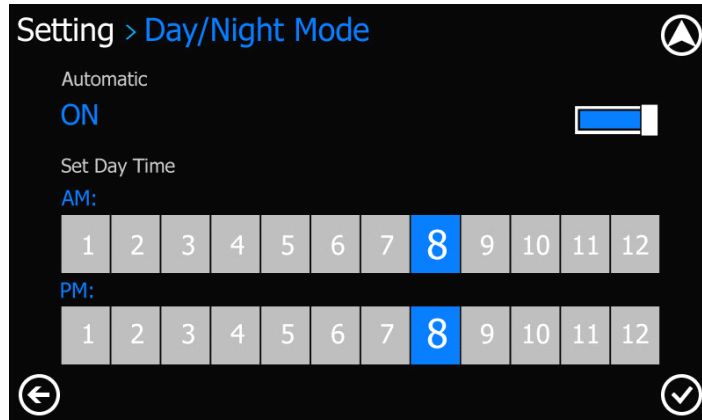 Setting > Day/Night Mode
Automatic
ON
Set Day Time
AM:
1 2 3 4 5 6 7 8 9 10 11 12
PM:
1 2 3 4 5 6 7 8 9 10 11 12